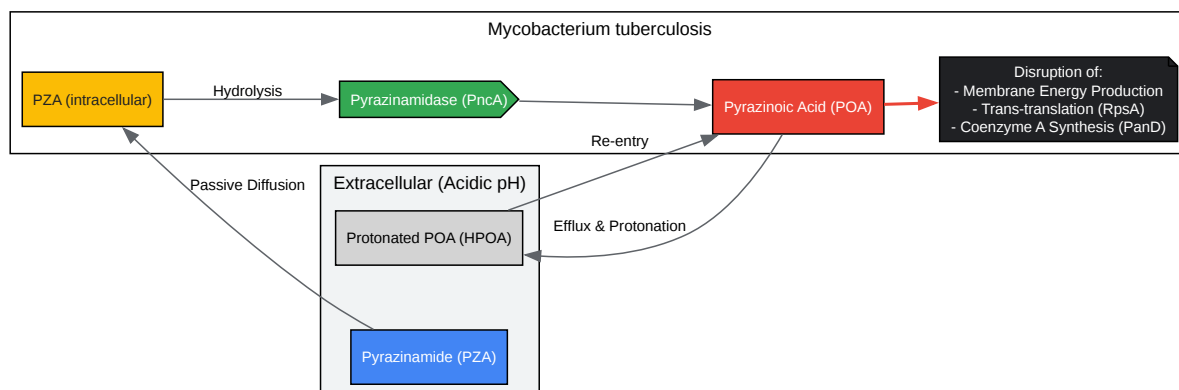 Mycobacterium tuberculosis
PZA (intracellular)
Hydrolysis
Pyrazinamidase (PncA)
Pyrazinoic Acid (POA)
Disruption of:
- Membrane Energy Production
- Trans-translation (RpsA)
- Coenzyme A Synthesis (PanD)
Re-entry
Passive Diffusion
Extracellular (Acidic pH)
Protonated POA (HPOA)
Efflux & Protonation
Pyrazinamide (PZA)